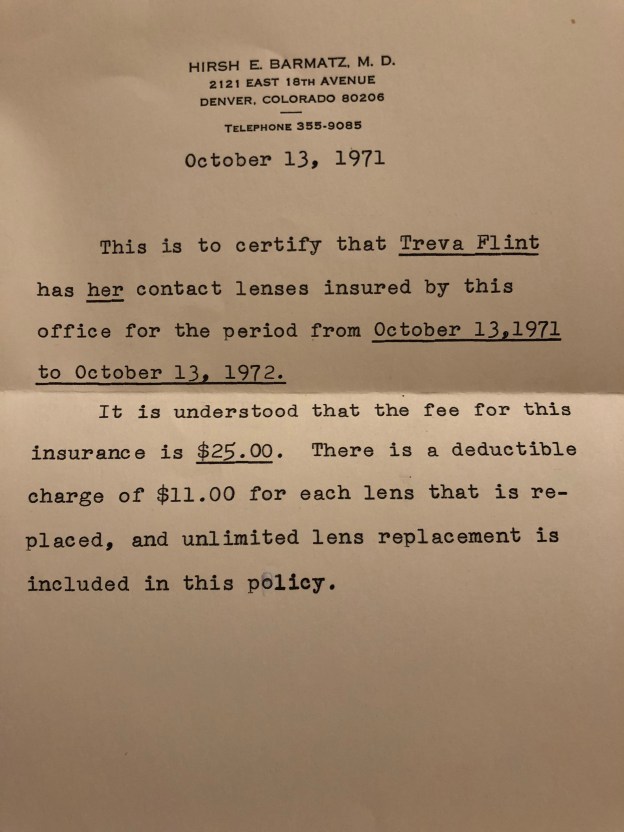 HIRSH E. BARMATZ, M. D.
2121 EAST 18TH AVENUE
DENVER, COLORADO 80206
TELEPHONE 355-9085
October 13, 1971
This is to certify that Treva Flint
has her contact lenses insured by this
office for the period from October 13,1971
to October 13, 1972.
It is understood that the fee for this
insurance is $25.00. There is a deductible
charge of $11.00 for each lens that is re-
placed, and unlimited lens replacement is
included in this policy.